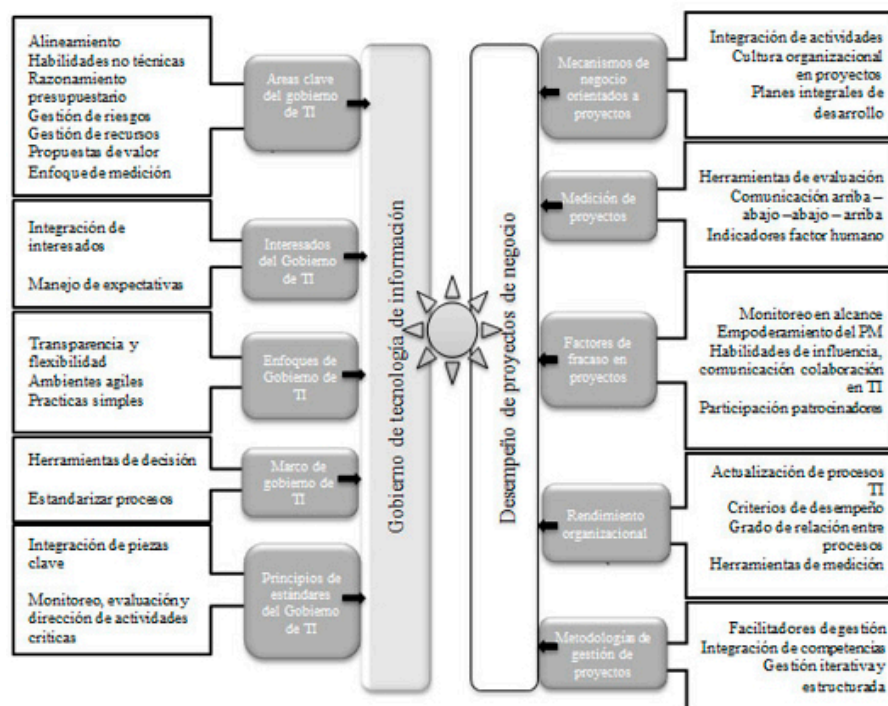 Alineamiento
Habilidades no técnicas
Razonamiento
presupuestario
Gestión de riesgos
Gestión de recursos
Propuestas de valor
Enfoque de medición
Areas clave
del gobierno
de TI
Integración de
interesados
Manejo de expectativas
Interesados
del Gobierno
de TI
Transparencia y
flexibilidad
Ambientes agiles
Practicas simples
Enfoques de
Gobierno de
TI
Herramientas de decisión
Estandarizar procesos
Marco de
gobierno de
TI
Integración de piezas
clave
Monitoreo, evaluación y
dirección de actividades
criticas
Principios de
estándares
del Gobierno
de TI
Gobierno de tecnología de información
Desempeño de proyectos de negocio
Mecanismos de
negocio
orientados a
proyectos
Integración de actividades
Cultura organizacional
en proyectos
Planes integrales de
desarrollo
Medición de
proyectos
Herramientas de evaluación
Comunicación arriba –
abajo –abajo – arriba
Indicadores factor humano
Factores de
fracaso en
proyectos
Monitoreo en alcance
Empoderamiento del PM
Habilidades de influencia,
comunicación colaboración
en TI
Participación patrocinadores
Rendimiento
organizacional
Actualización de procesos
TI
Criterios de desempeño
Grado de relación entre
procesos
Herramientas de medición
Metodologías de
gestión de
proyectos
Facilitadores de gestión
Integración de competencias
Gestión iterativa y
estructurada